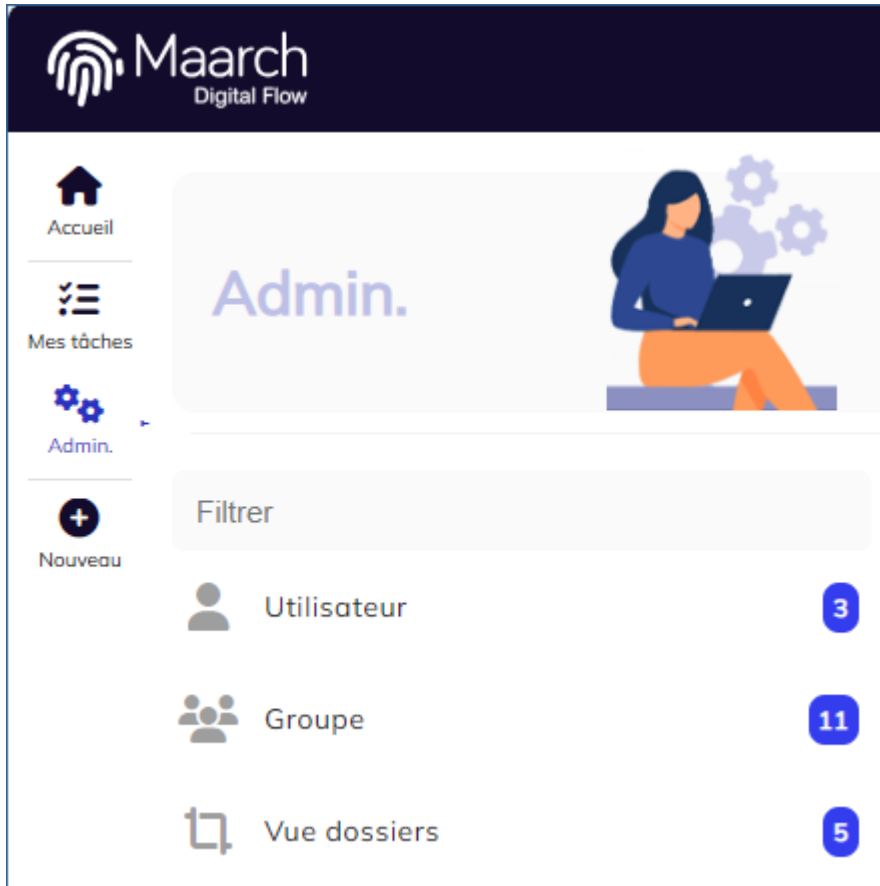 Maarch
Digital Flow
Accueil
Mes tâches
Admin.
Nouveau
Admin.
Filtrer
Utilisateur 3
Groupe 11
Vue dossiers 5